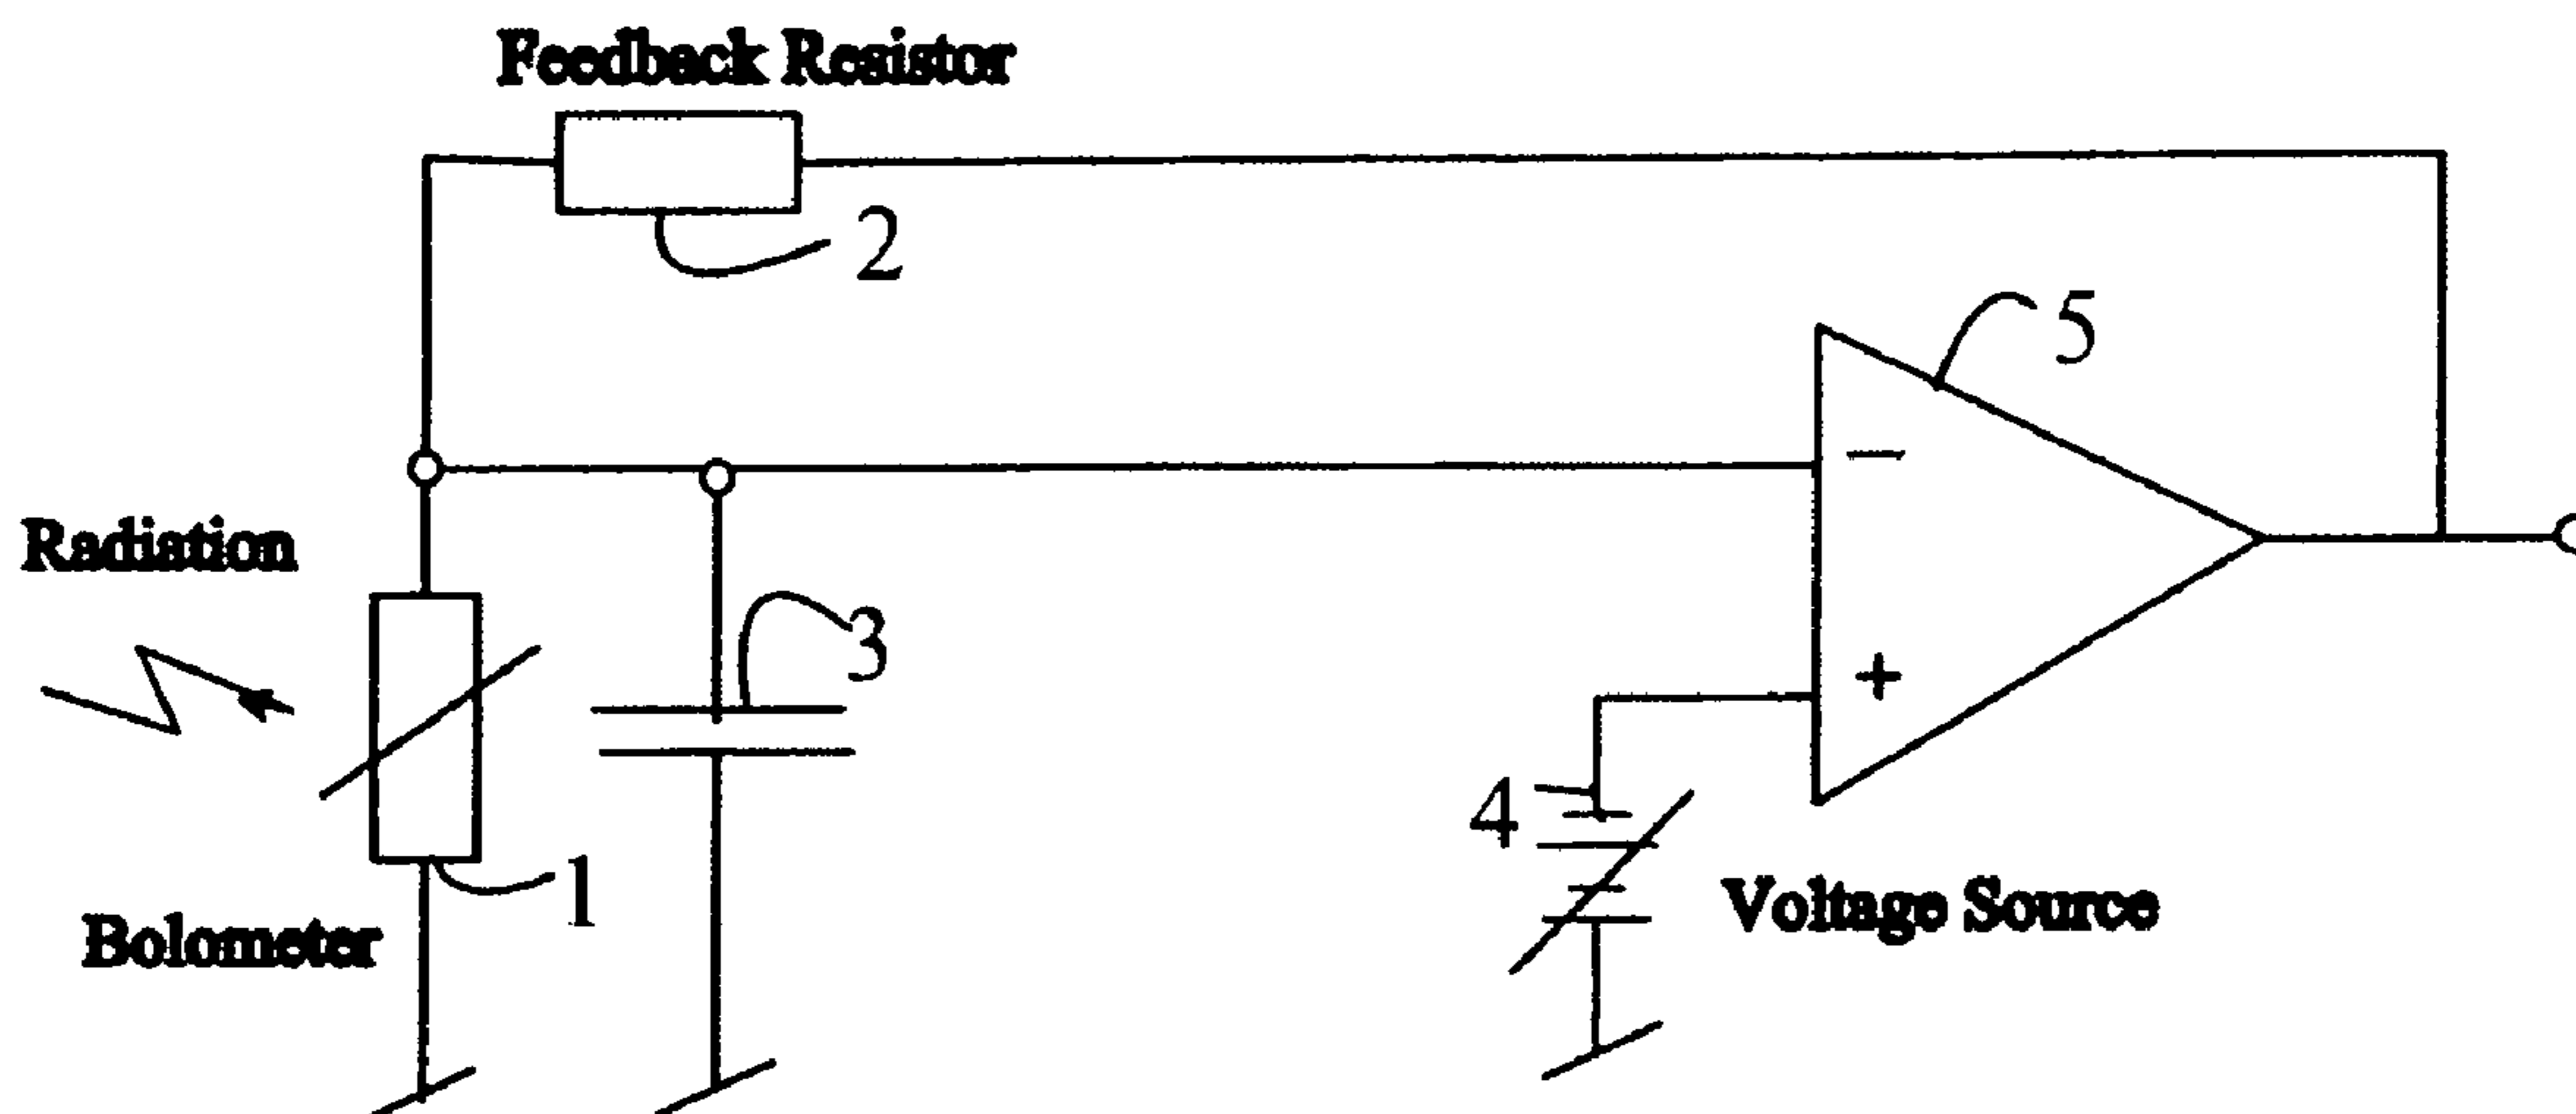 Feedback Resistor
2
5
−
Radiation
3
+
4
1
Voltage Source
Bolometer